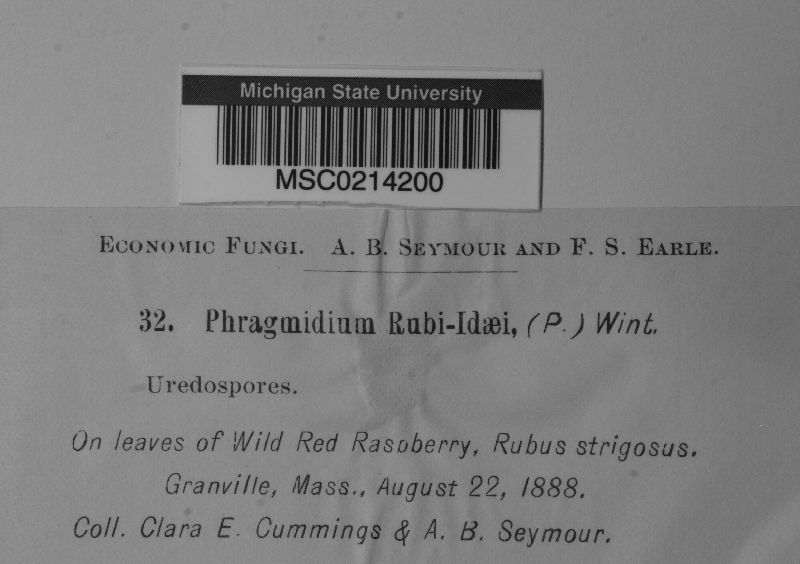 Michigan State University
MSC0214200
Economic Fungi. A. B. Seymour and F. S. Earle.
32. Phragmidium Rubi-Idæi, (P.) Wint.
Uredospores.
On leaves of Wild Red Raspberry, Rubus strigosus.
Granville, Mass., August 22, 1888.
Coll. Clara E. Cummings & A. B. Seymour.